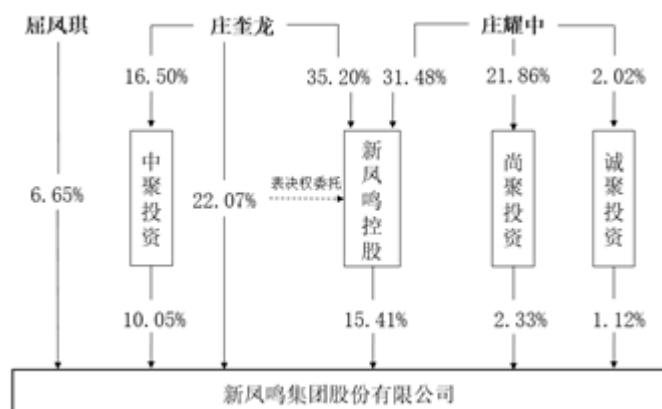 屈凤琪 庄奎龙 庄耀中
16.50% 35.20% 31.48% 21.86% 2.02%
中聚投资
新凤鸣控股
尚聚投资
诚聚投资
6.65% 22.07% 表决权委托
10.05% 15.41% 2.33% 1.12%
新凤鸣集团股份有限公司